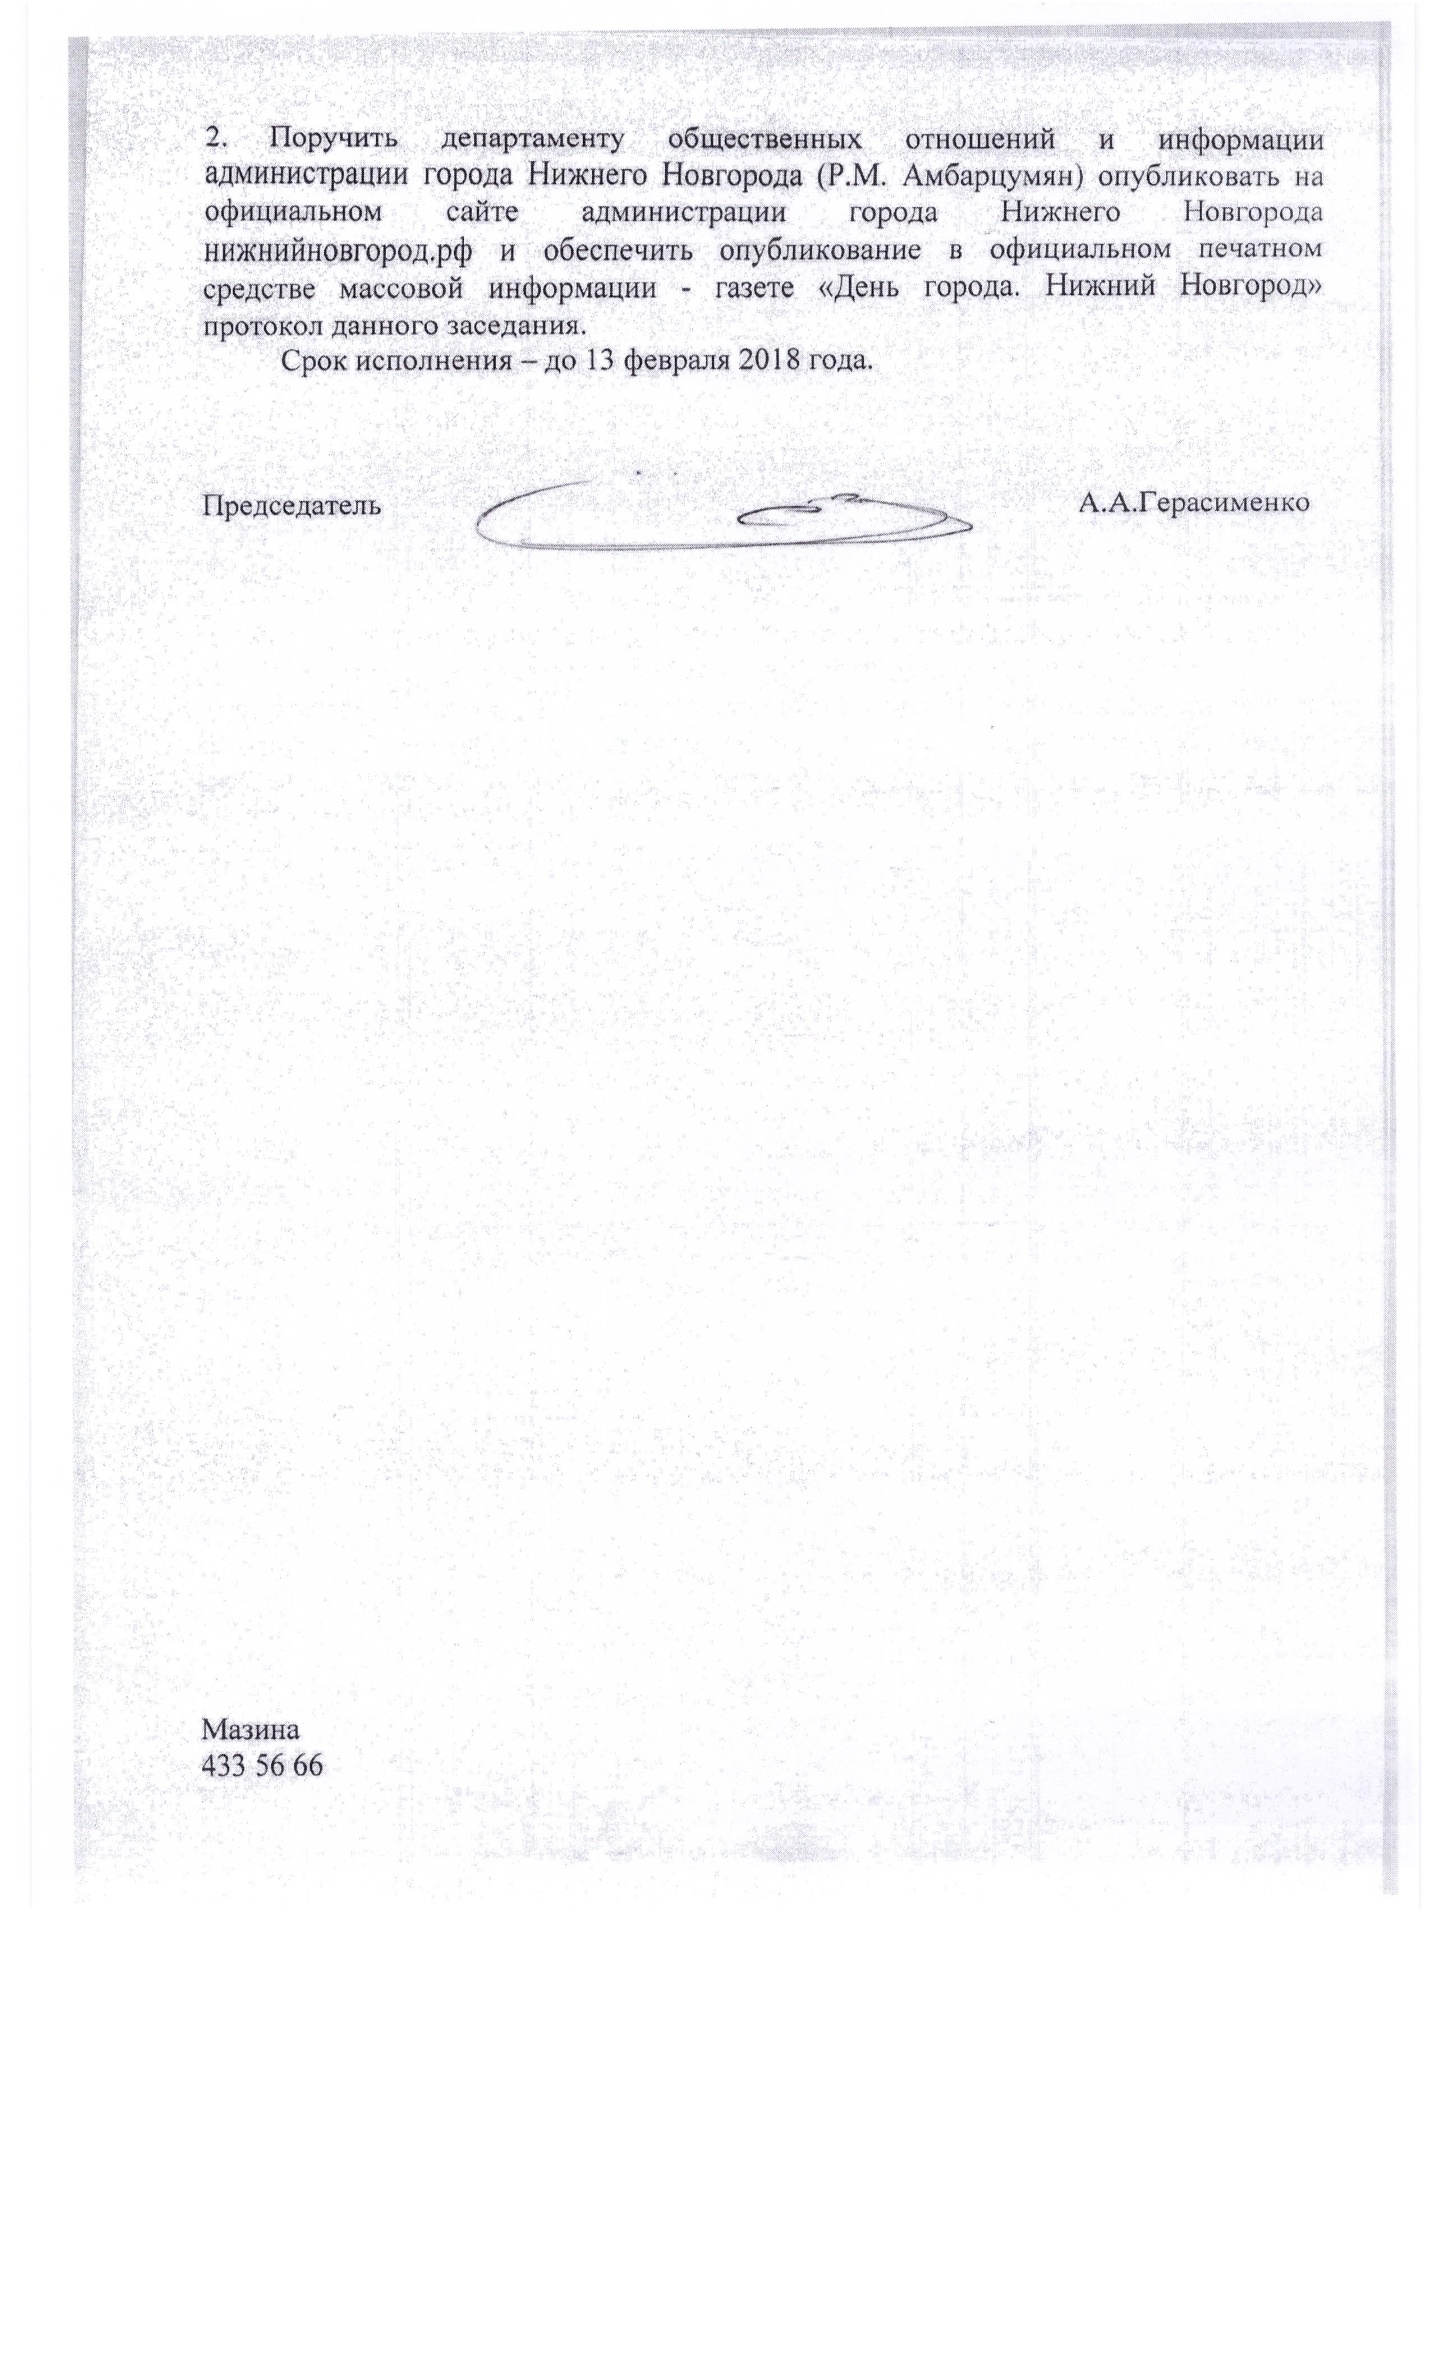 2. Поручить департаменту общественных отношений и информации
администрации города Нижнего Новгорода (Р.М. Амбарцумян) опубликовать на
официальном сайте администрации города Нижнего Новгорода
нижнийновгород.рф и обеспечить опубликование в официальном печатном
средстве массовой информации - газете «День города. Нижний Новгород»
протокол данного заседания.
Срок исполнения – до 13 февраля 2018 года.
Председатель А.А.Герасименко
Мазина
433 56 66